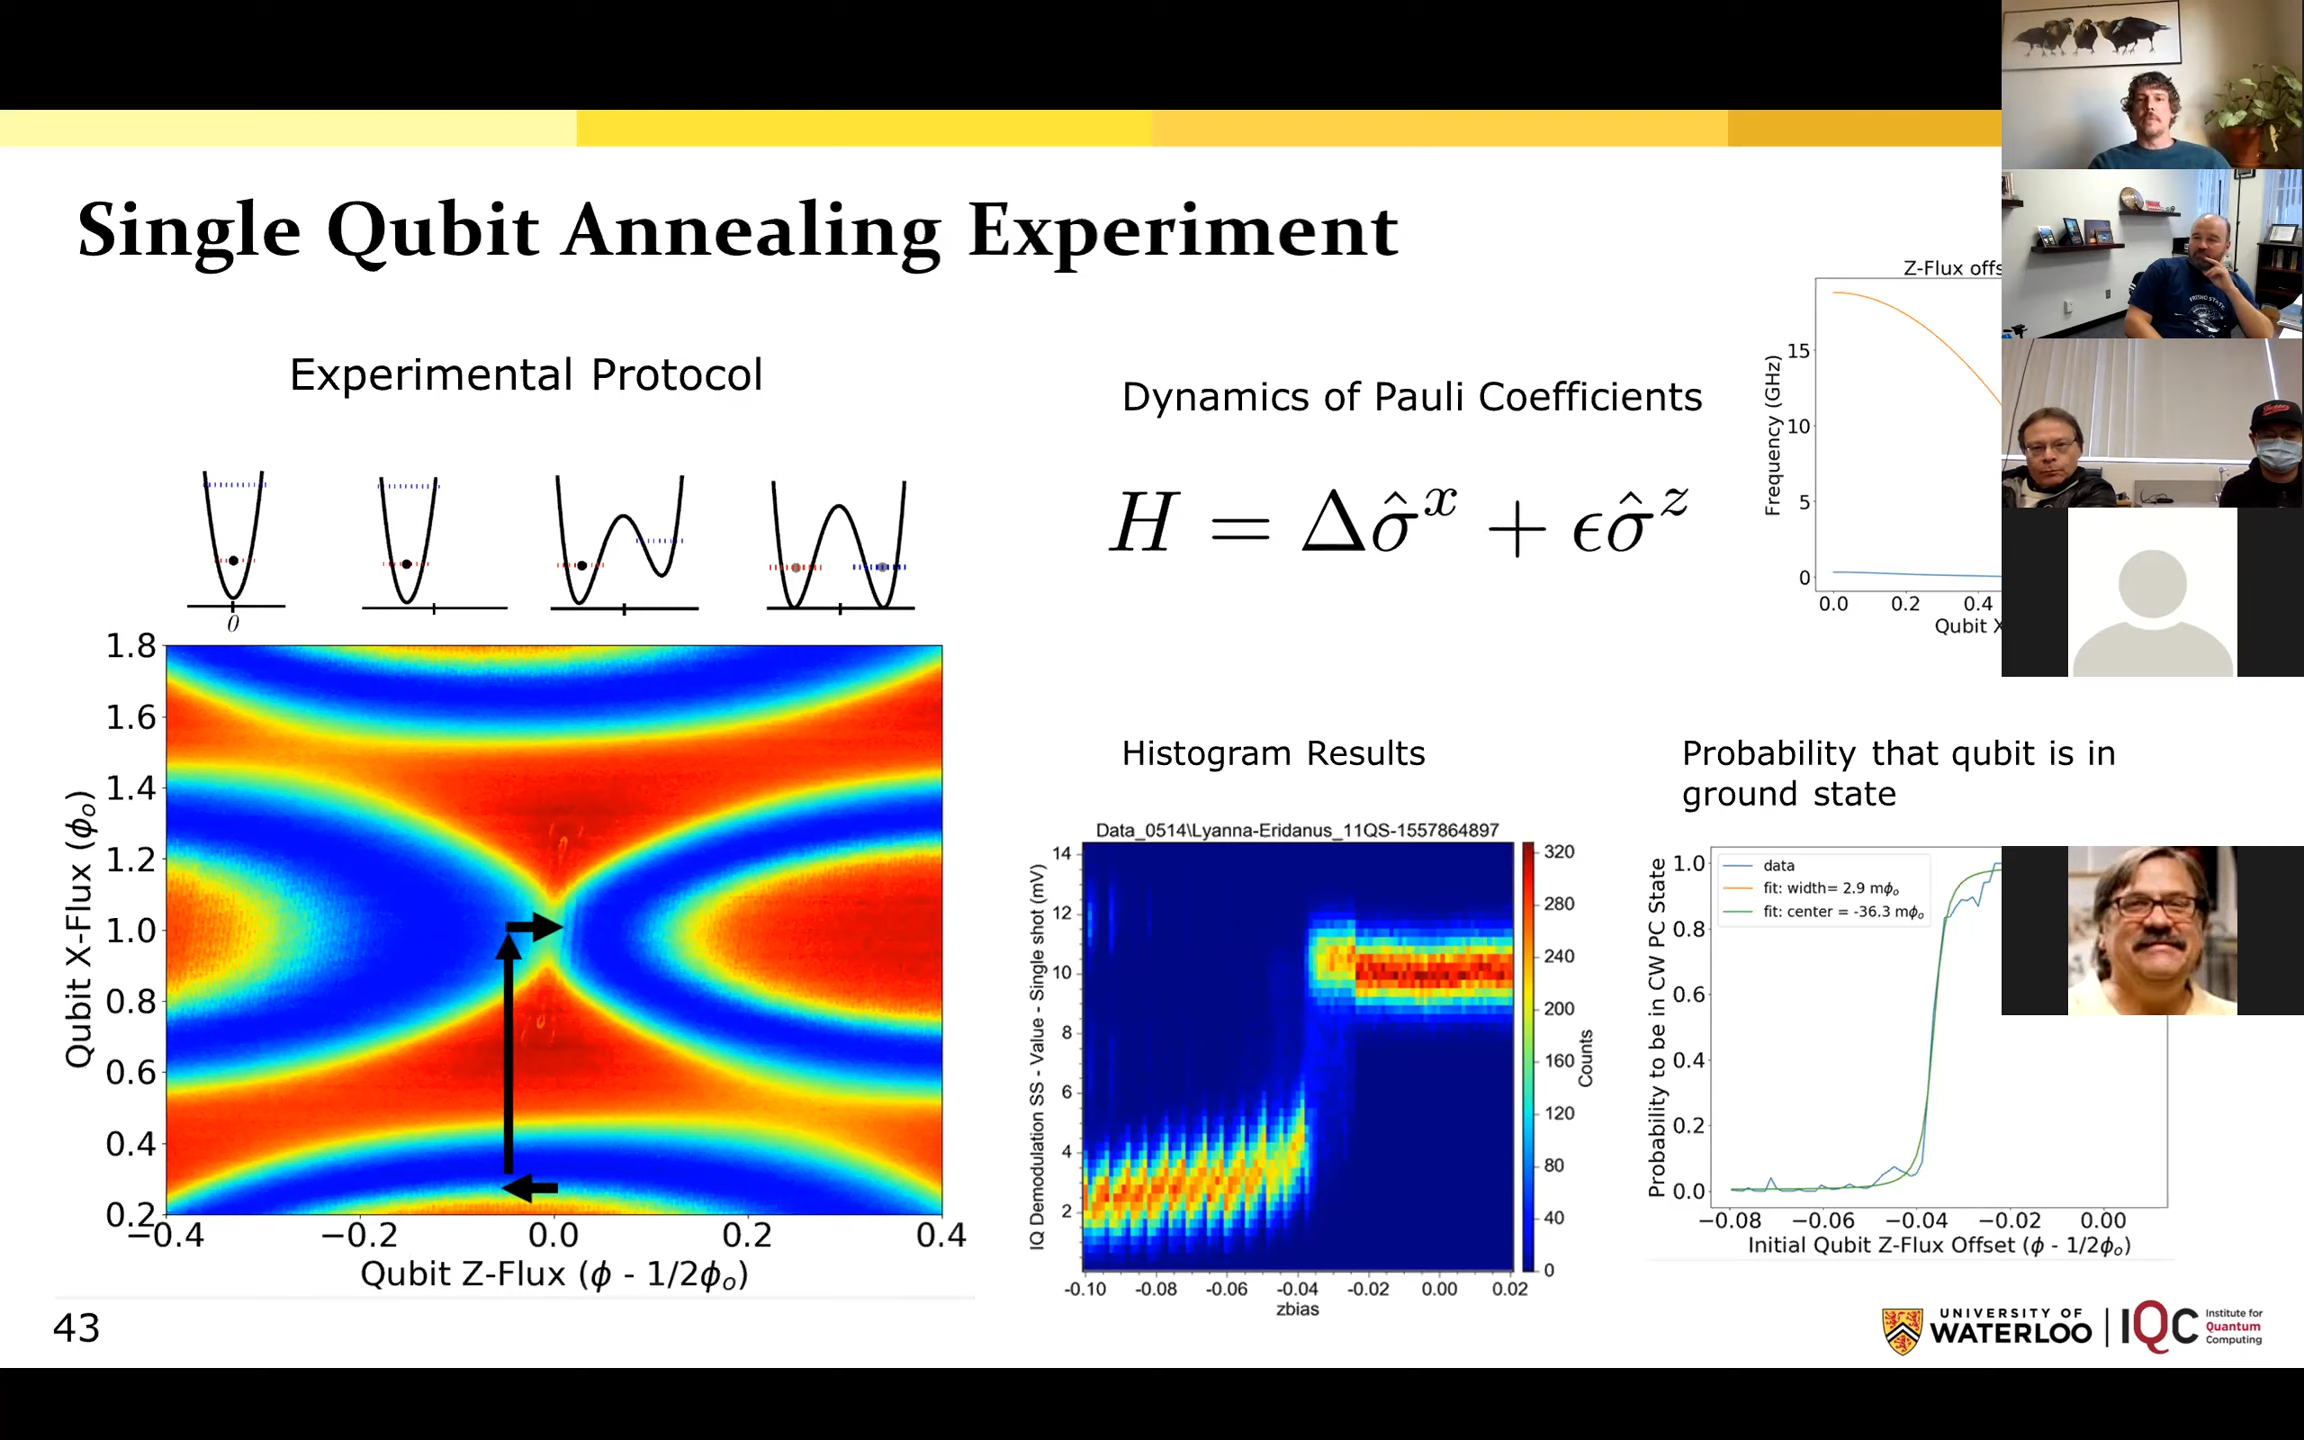 Single Qubit Annealing Experiment
Experimental Protocol
0
1.8
1.6
1.4
1.2
1.0
0.8
0.6
0.4
0.2
Qubit X-Flux (ϕₒ)
−0.4
−0.2
0.0
0.2
0.4
Qubit Z-Flux (ϕ - 1/2ϕₒ)
Dynamics of Pauli Coefficients
H = Δσ̂ˣ + ϵσ̂ᶻ
Z-Flux offs
Frequency (GHz)
15
10
5
0
0.0
0.2
0.4
Qubit X
Histogram Results
Data_0514\Lyanna-Eridanus_11QS-1557864897
IQ Demodulation SS - Value - Single shot (mV)
14
12
10
8
6
4
2
-0.10
-0.08
-0.06
-0.04
-0.02
0.00
0.02
zbias
320
280
240
200
160
120
80
40
0
Counts
Probability that qubit is in
ground state
data
fit: width= 2.9 mϕₒ
fit: center = -36.3 mϕₒ
Probability to be in CW PC State
1.0
0.8
0.6
0.4
0.2
0.0
−0.08
−0.06
−0.04
−0.02
0.00
Initial Qubit Z-Flux Offset (ϕ - 1/2ϕₒ)
FRESNO STATE
43
UNIVERSITY OF
WATERLOO
IQC
Institute for
Quantum
Computing